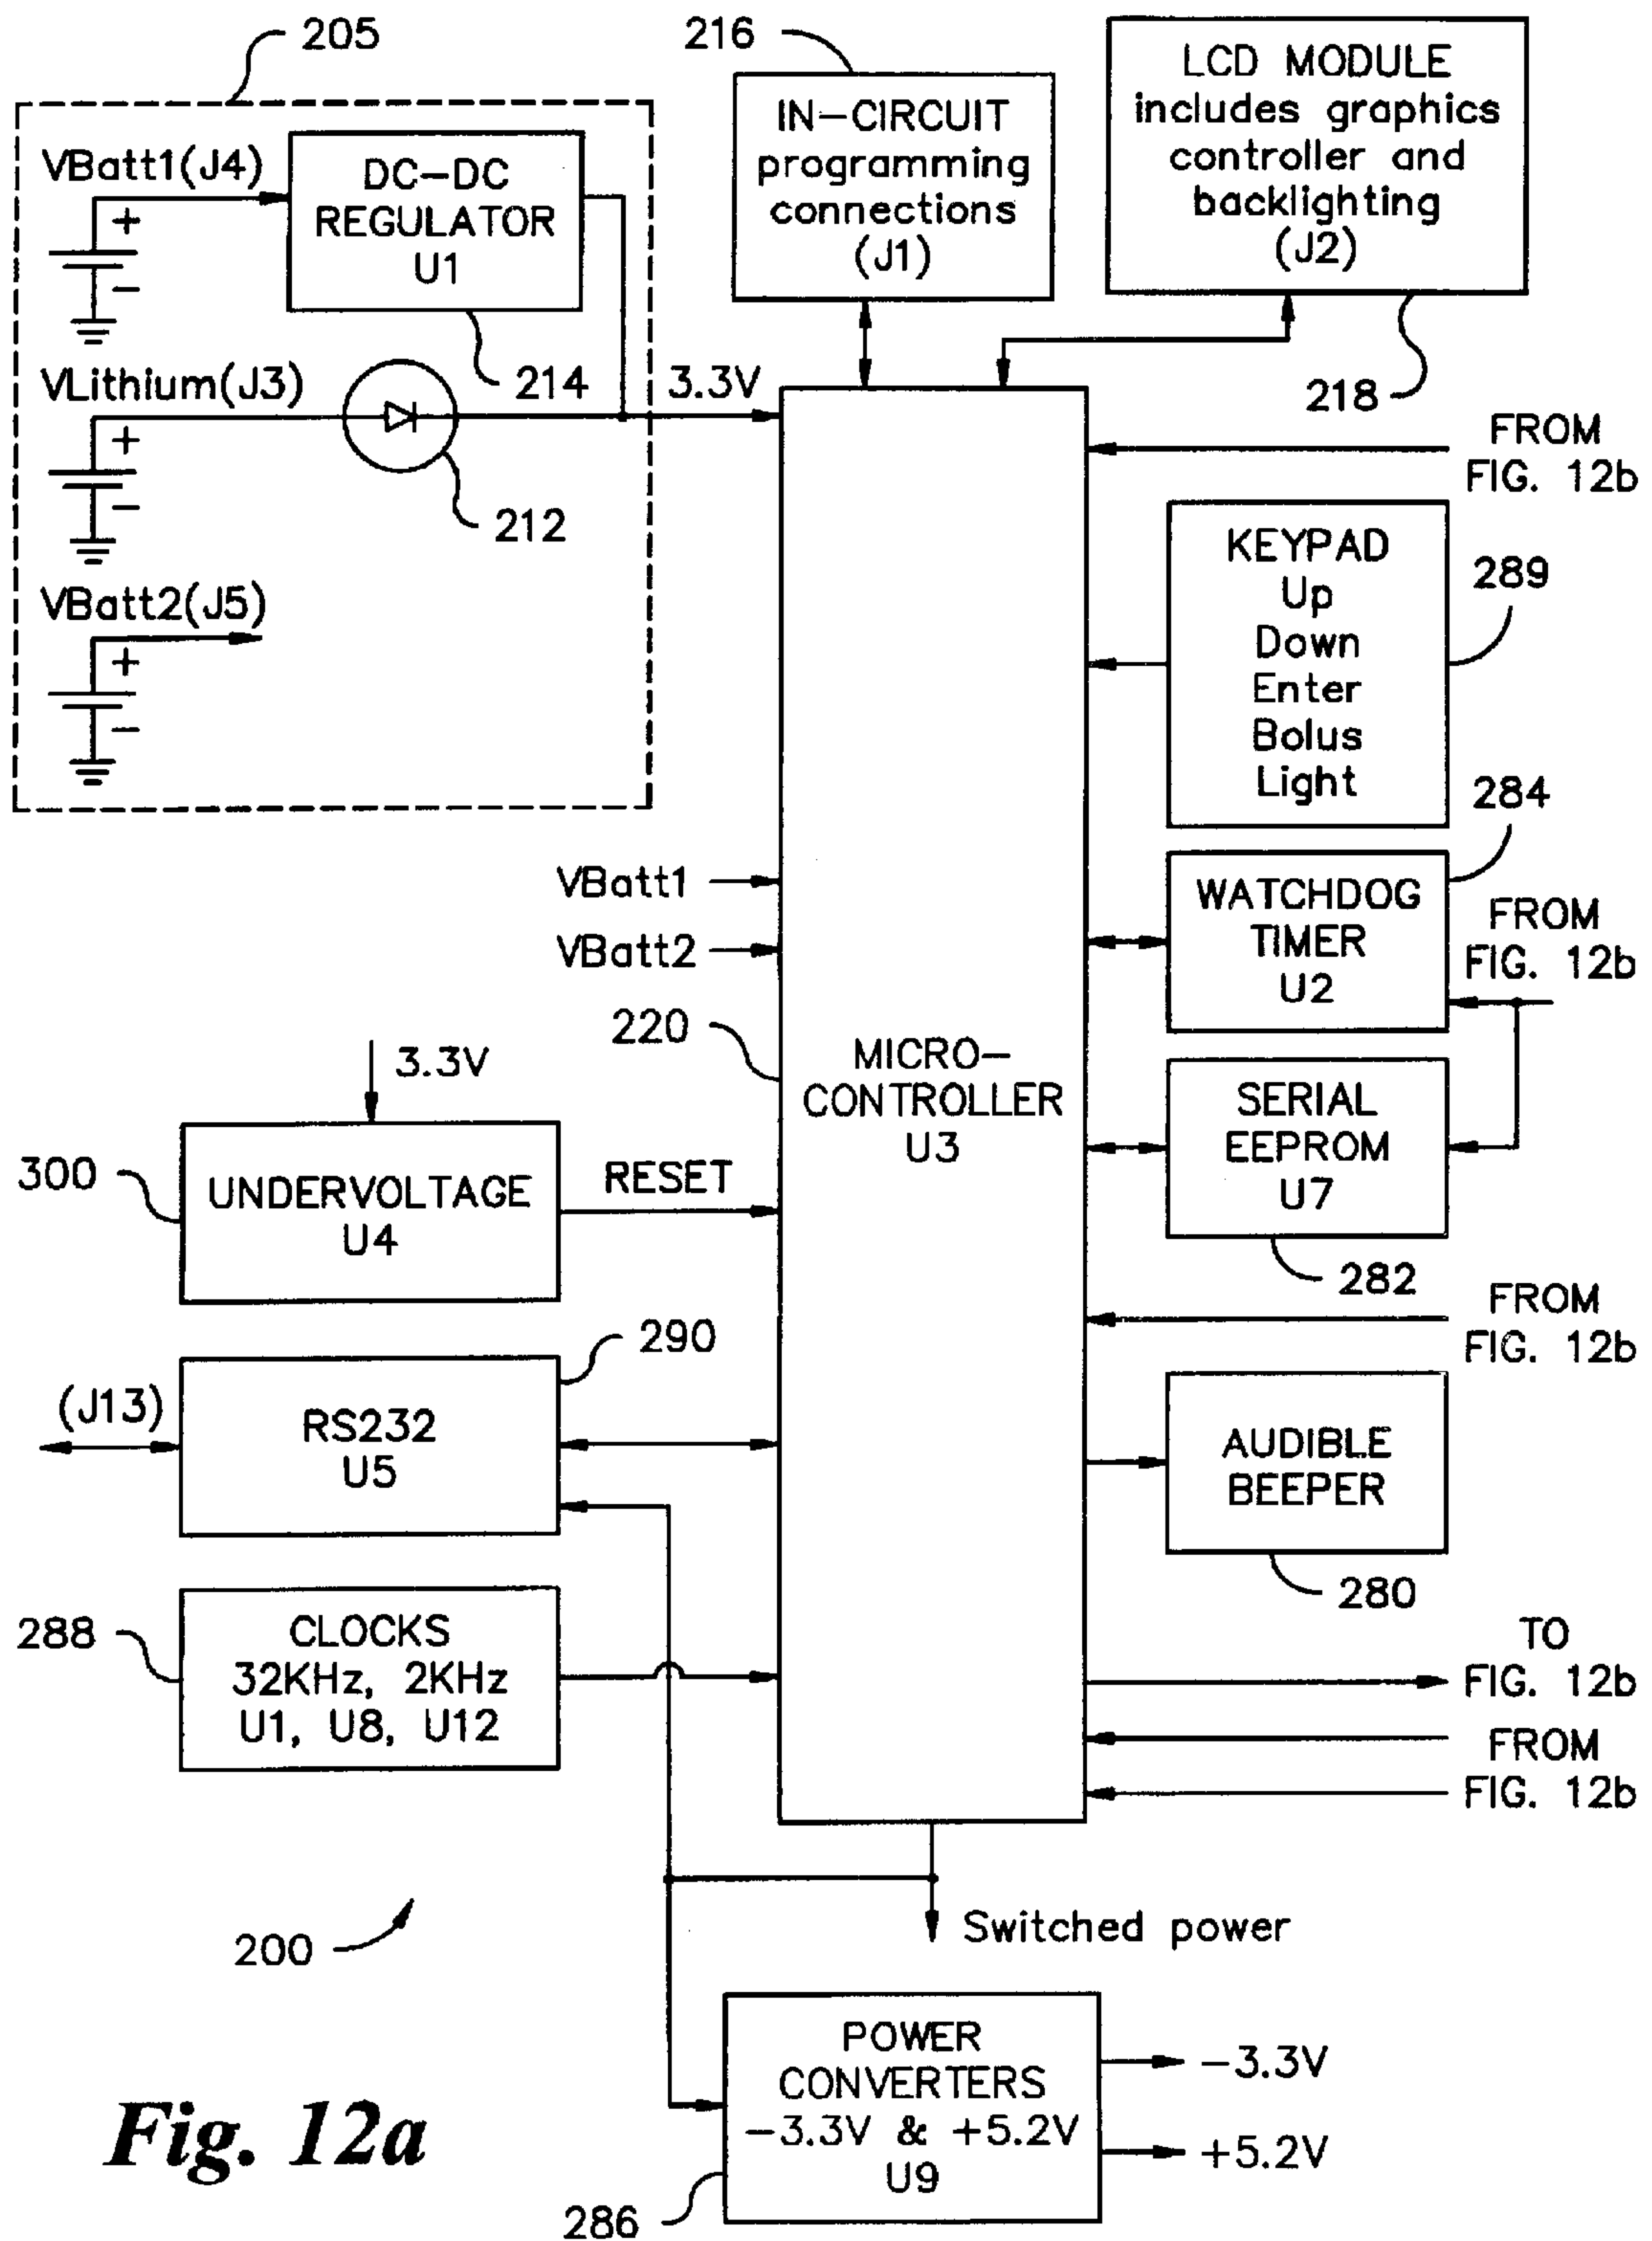 205
VBatt1(J4)
+
−
DC−DC
REGULATOR
U1
214
VLithium(J3)
+
−
212
3.3V
VBatt2(J5)
+
−
216
IN−CIRCUIT
programming
connections
(J1)
LCD MODULE
includes graphics
controller and
backlighting
(J2)
218
FROM
FIG. 12b
KEYPAD
Up
Down
Enter
Bolus
Light
289
284
WATCHDOG
TIMER
U2
FROM
FIG. 12b
VBatt1
VBatt2
220
MICRO−
CONTROLLER
U3
SERIAL
EEPROM
U7
282
3.3V
300
UNDERVOLTAGE
U4
RESET
FROM
FIG. 12b
290
(J13)
RS232
U5
AUDIBLE
BEEPER
280
288
CLOCKS
32KHz, 2KHz
U1, U8, U12
TO
FIG. 12b
FROM
FIG. 12b
200
Switched power
POWER
CONVERTERS
−3.3V & +5.2V
U9
−3.3V
+5.2V
286
Fig. 12a